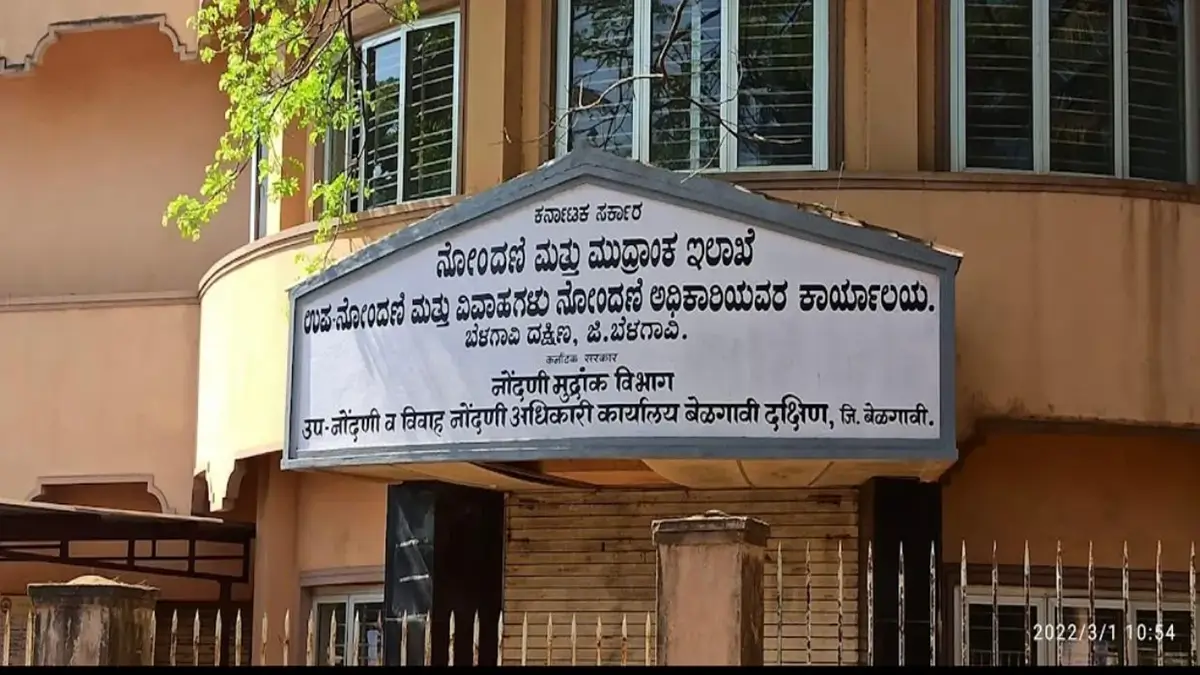 ಕರ್ನಾಟಕ ಸರ್ಕಾರ
ನೋಂದಣಿ ಮತ್ತು ಮುದ್ರಾಂಕ ಇಲಾಖೆ
ಉಪ-ನೋಂದಣಿ ಮತ್ತು ವಿವಾಹಗಳು ನೋಂದಣಿ ಅಧಿಕಾರಿಯವರ ಕಾರ್ಯಾಲಯ.
ಬೆಳಗಾವಿ ದಕ್ಷಿಣ, ಜಿ.ಬೆಳಗಾವಿ.
कर्नाटक सरकार
नोंदणी मुद्रांक विभाग
उप-नोंदणी व विवाह नोंदणी अधिकारी कार्यालय बेळगावी दक्षिण, जि. बेळगावी.
2022/3/1 10:54